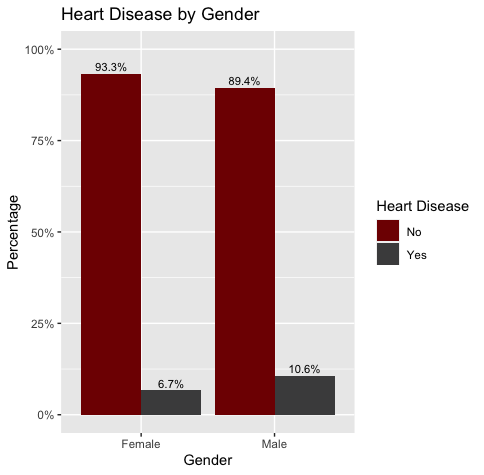 Heart Disease by Gender
100%
75%
50%
25%
0%
Percentage
93.3%
6.7%
89.4%
10.6%
Female
Male
Gender
Heart Disease
No
Yes